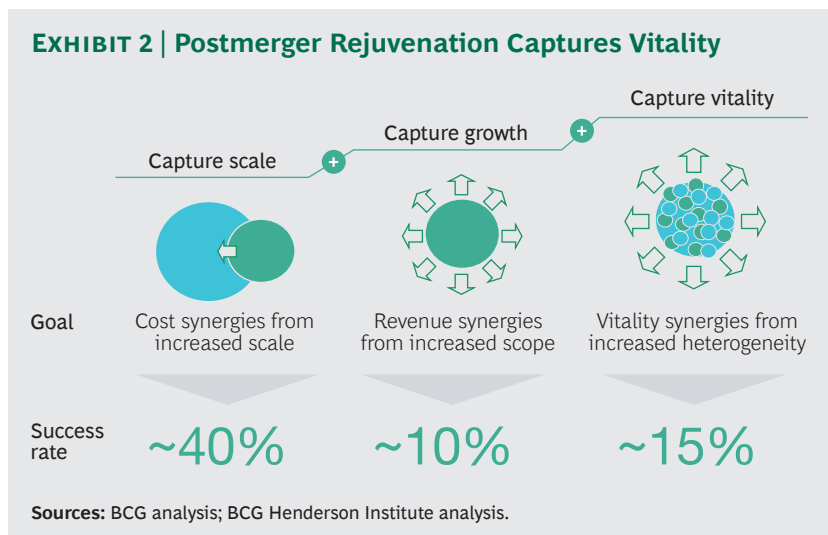 EXHIBIT 2 | Postmerger Rejuvenation Captures Vitality
Capture vitality
Capture growth
Capture scale
+
+
Goal
Cost synergies from
increased scale
Revenue synergies
from increased scope
Vitality synergies from
increased heterogeneity
Success
rate
~40%
~10%
~15%
Sources: BCG analysis; BCG Henderson Institute analysis.